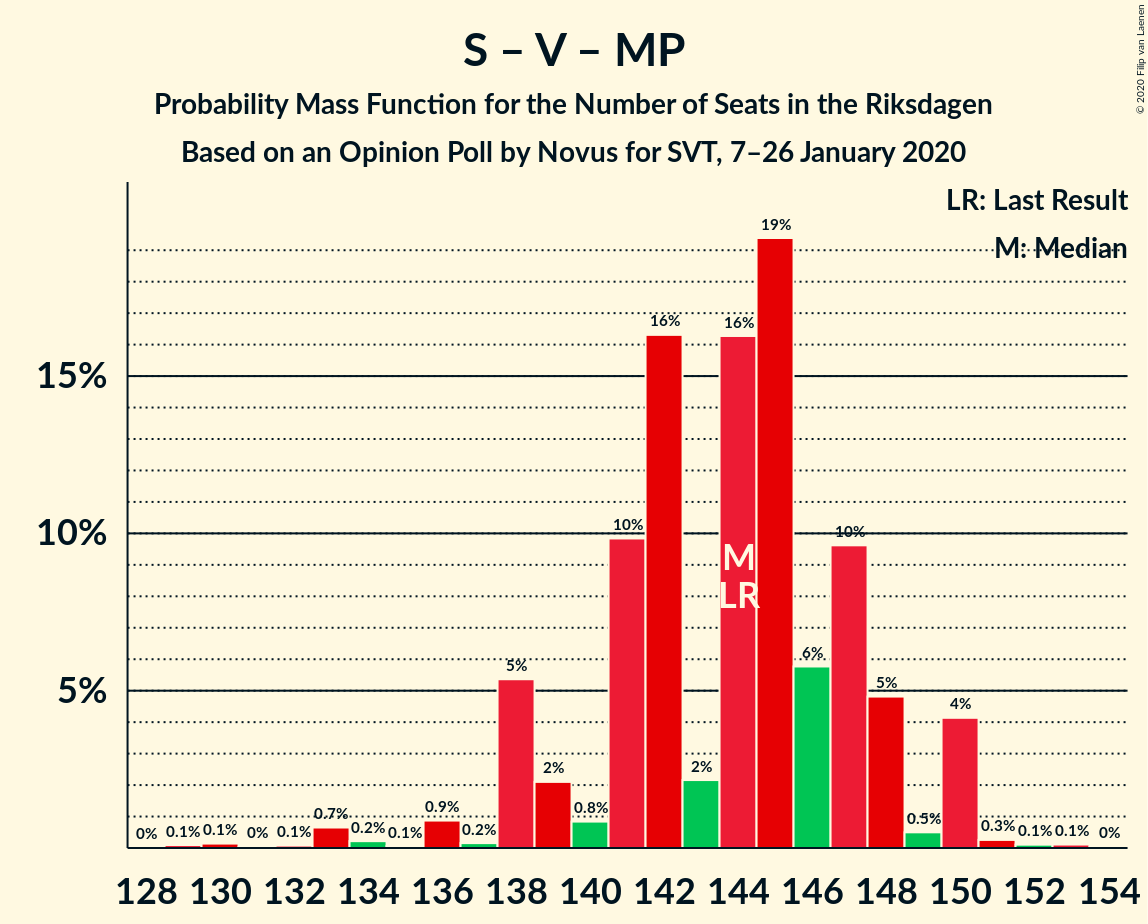 S – V – MP
Probability Mass Function for the Number of Seats in the Riksdagen
Based on an Opinion Poll by Novus for SVT, 7–26 January 2020
© 2020 Filip van Laenen
LR: Last Result
M: Median
15%
10%
5%
0% 0.1% 0.1% 0% 0.1% 0.7% 0.2% 0.1% 0.9% 0.2% 5% 2% 0.8% 10% 16% 2% 16% 19% 6% 10% 5% 0.5% 4% 0.3% 0.1% 0.1% 0%
M
LR
128 130 132 134 136 138 140 142 144 146 148 150 152 154